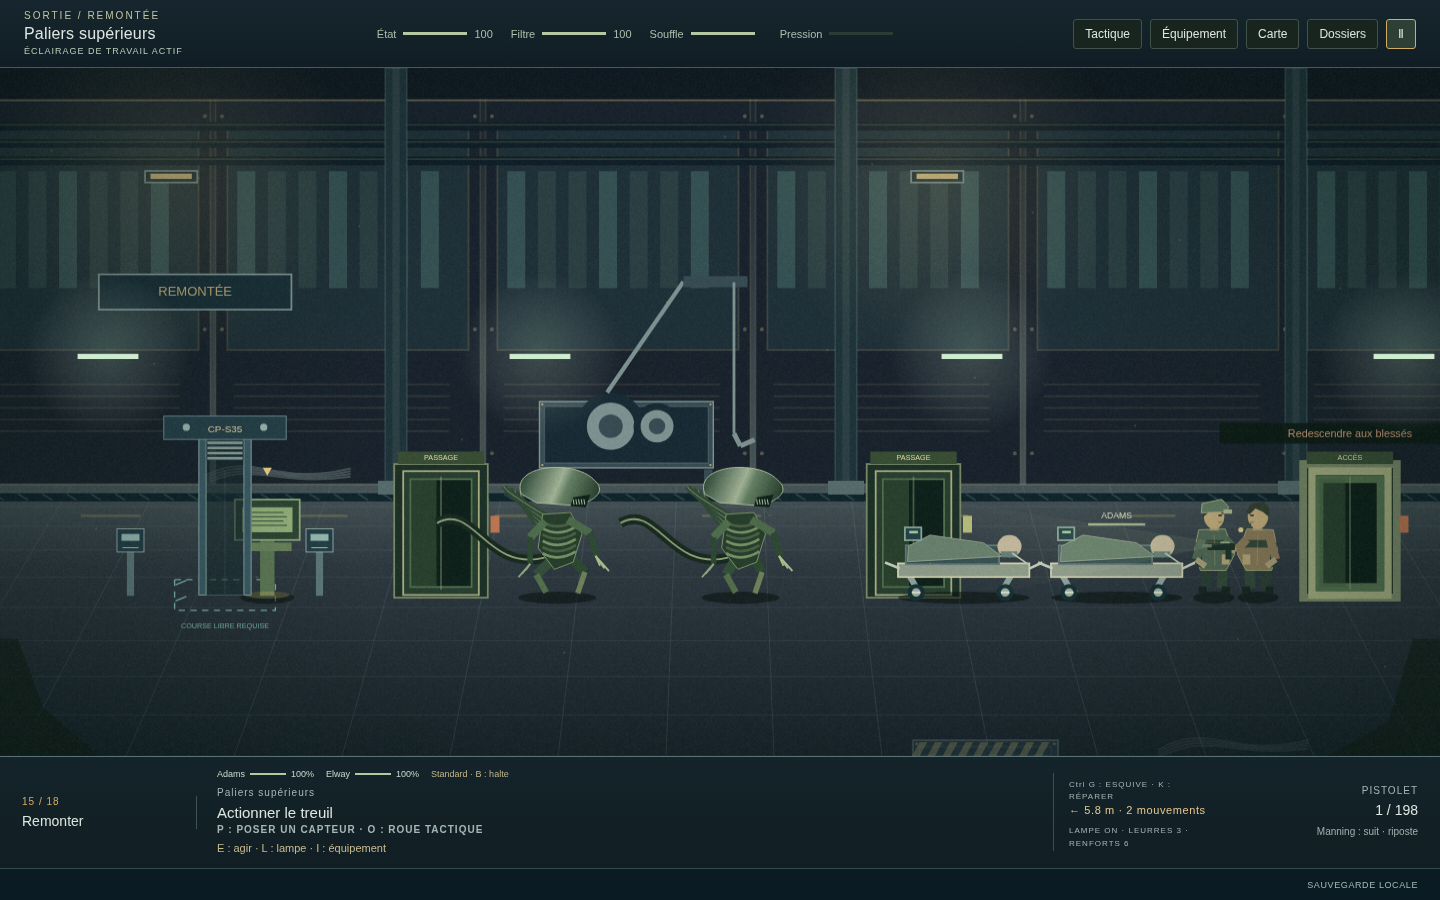 SORTIE / REMONTÉE
Paliers supérieurs
ÉCLAIRAGE DE TRAVAIL ACTIF
État 100 Filtre 100 Souffle Pression
Tactique Équipement Carte Dossiers II
REMONTÉE
CP-S35
Redescendre aux blessés
PASSAGE
PASSAGE
ACCÈS
ADAMS
COURSE LIBRE REQUISE
15 / 18
Remonter
Adams 100% Elway 100% Standard · B : halte
Paliers supérieurs
Actionner le treuil
P : POSER UN CAPTEUR · O : ROUE TACTIQUE
E : agir · L : lampe · I : équipement
Ctrl G : ESQUIVE · K :
RÉPARER
← 5.8 m · 2 mouvements
LAMPE ON · LEURRES 3 ·
RENFORTS 6
PISTOLET
1 / 198
Manning : suit · riposte
SAUVEGARDE LOCALE